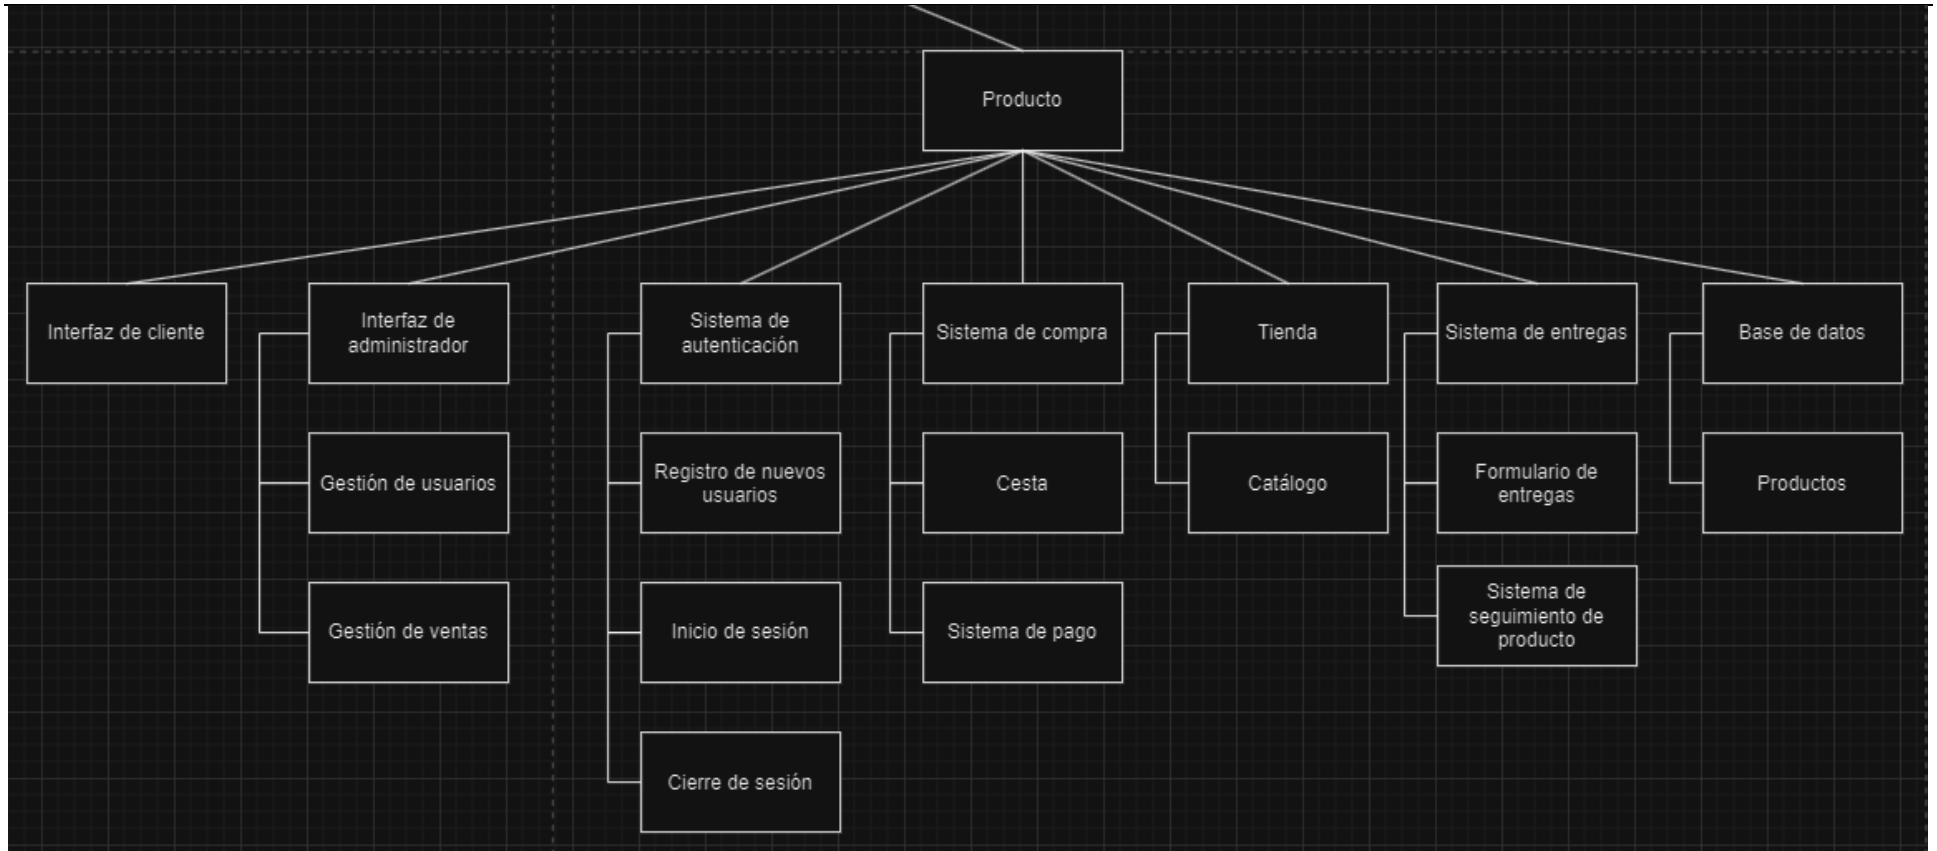 Producto
Interfaz de cliente
Interfaz de
administrador
Sistema de
autenticación
Sistema de compra
Tienda
Sistema de entregas
Base de datos
Gestión de usuarios
Registro de nuevos
usuarios
Cesta
Catálogo
Formulario de
entregas
Productos
Gestión de ventas
Inicio de sesión
Sistema de pago
Sistema de
seguimiento de
producto
Cierre de sesión